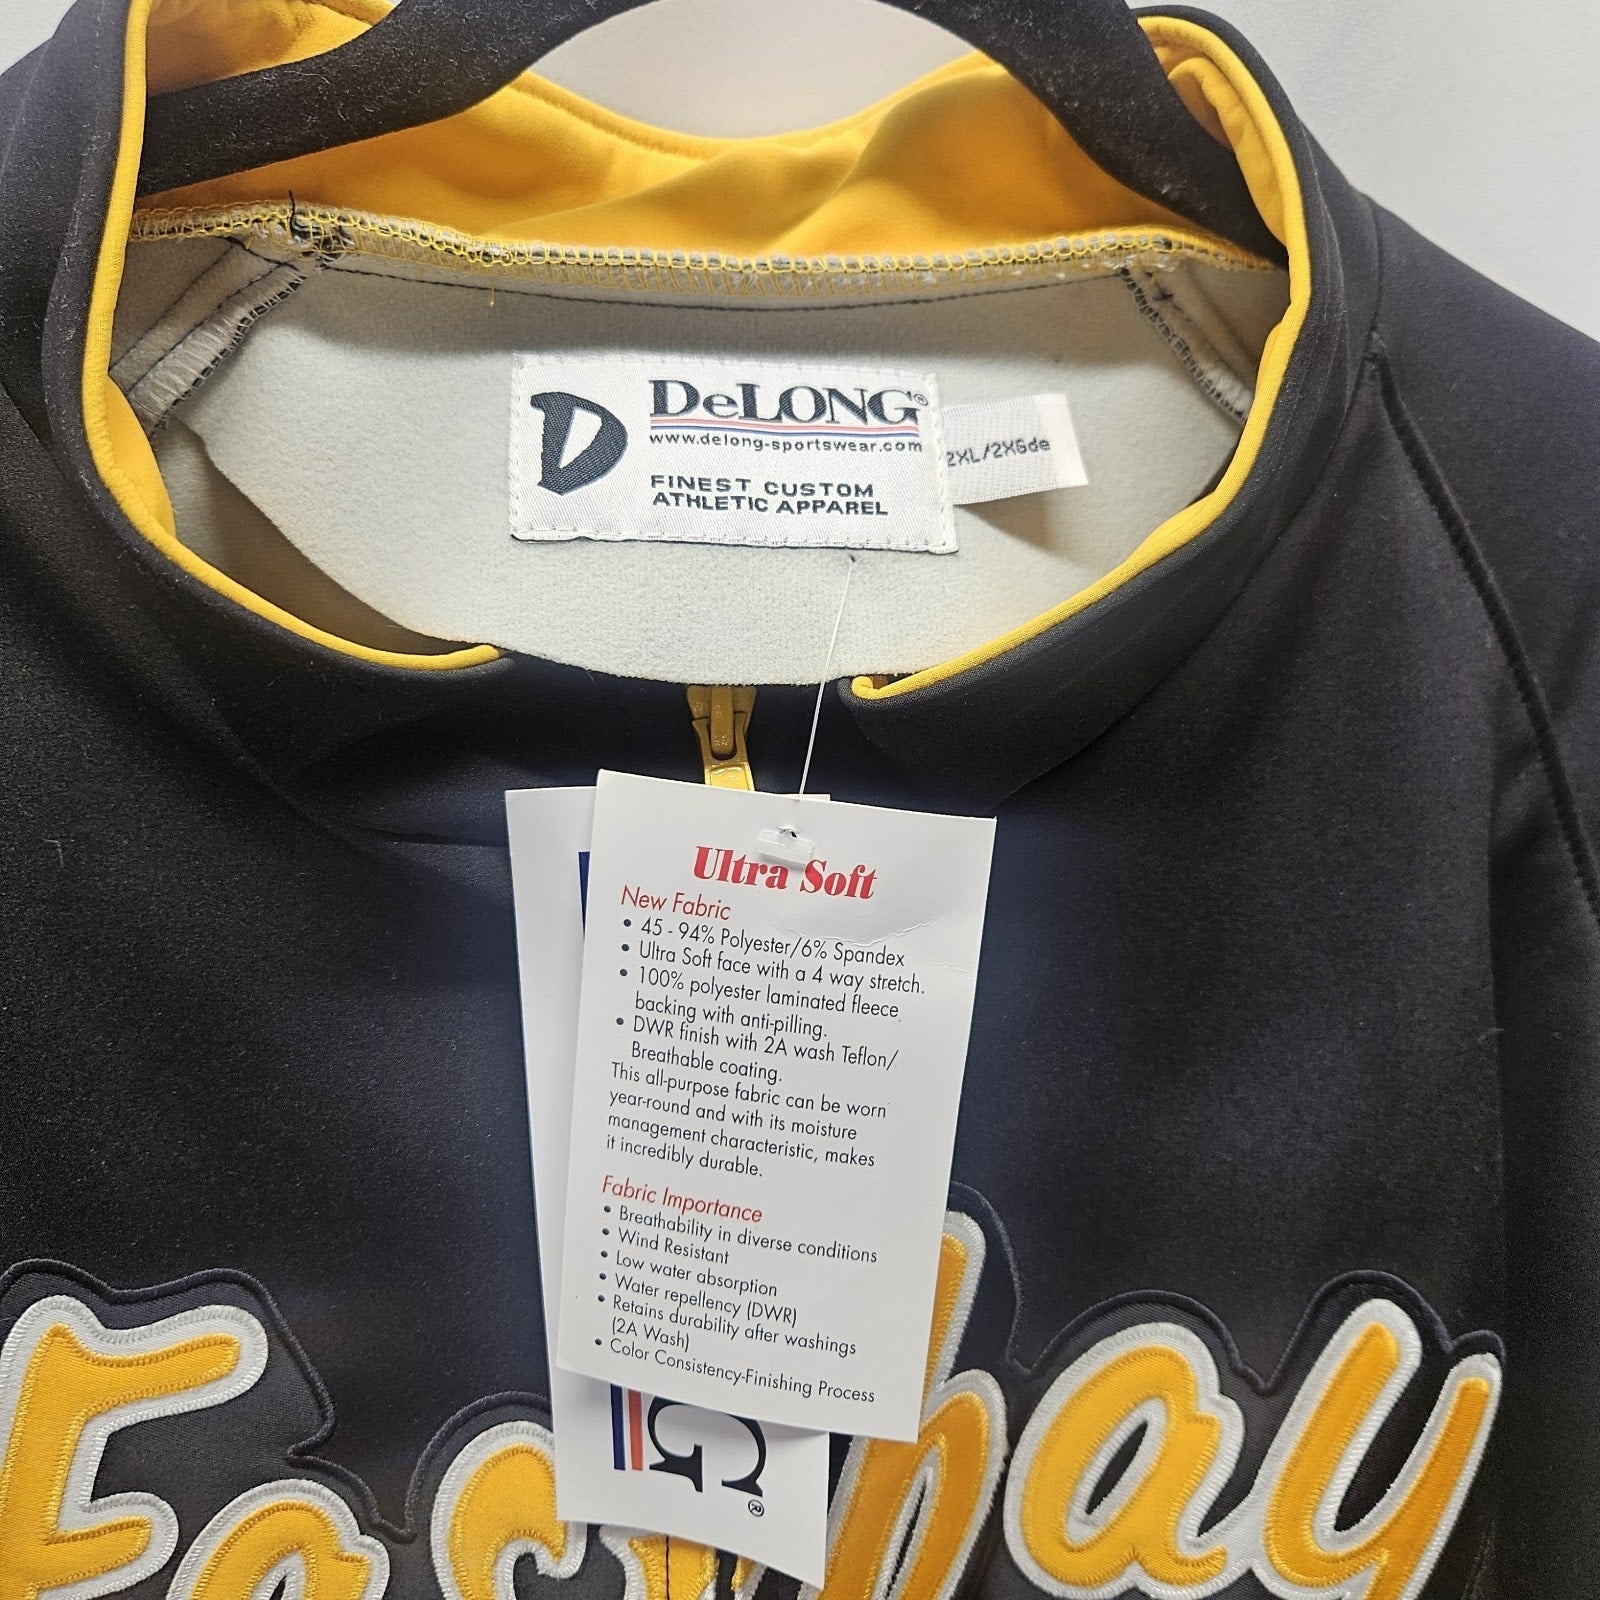 D
DeLONG®
www.delong-sportswear.com
FINEST CUSTOM
ATHLETIC APPAREL
2XL/2XGde
Ultra Soft
New Fabric
• 45 - 94% Polyester/6% Spandex
• Ultra Soft face with a 4 way stretch.
• 100% polyester laminated fleece
backing with anti-pilling.
• DWR finish with 2A wash Teflon/
Breathable coating.
This all-purpose fabric can be worn
year-round and with its moisture
management characteristic, makes
it incredibly durable.
Fabric Importance
• Breathability in diverse conditions
• Wind Resistant
• Low water absorption
• Water repellency (DWR)
• Retains durability after washings
(2A Wash)
• Color Consistency-Finishing Process
G®